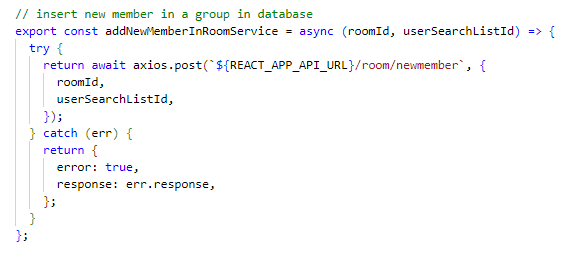 // insert new member in a group in database
export const addNewMemberInRoomService = async (roomId, userSearchListId) => {
  try {
    return await axios.post(`${REACT_APP_API_URL}/room/newmember`, {
      roomId,
      userSearchListId,
    });
  } catch (err) {
    return {
      error: true,
      response: err.response,
    };
  }
};